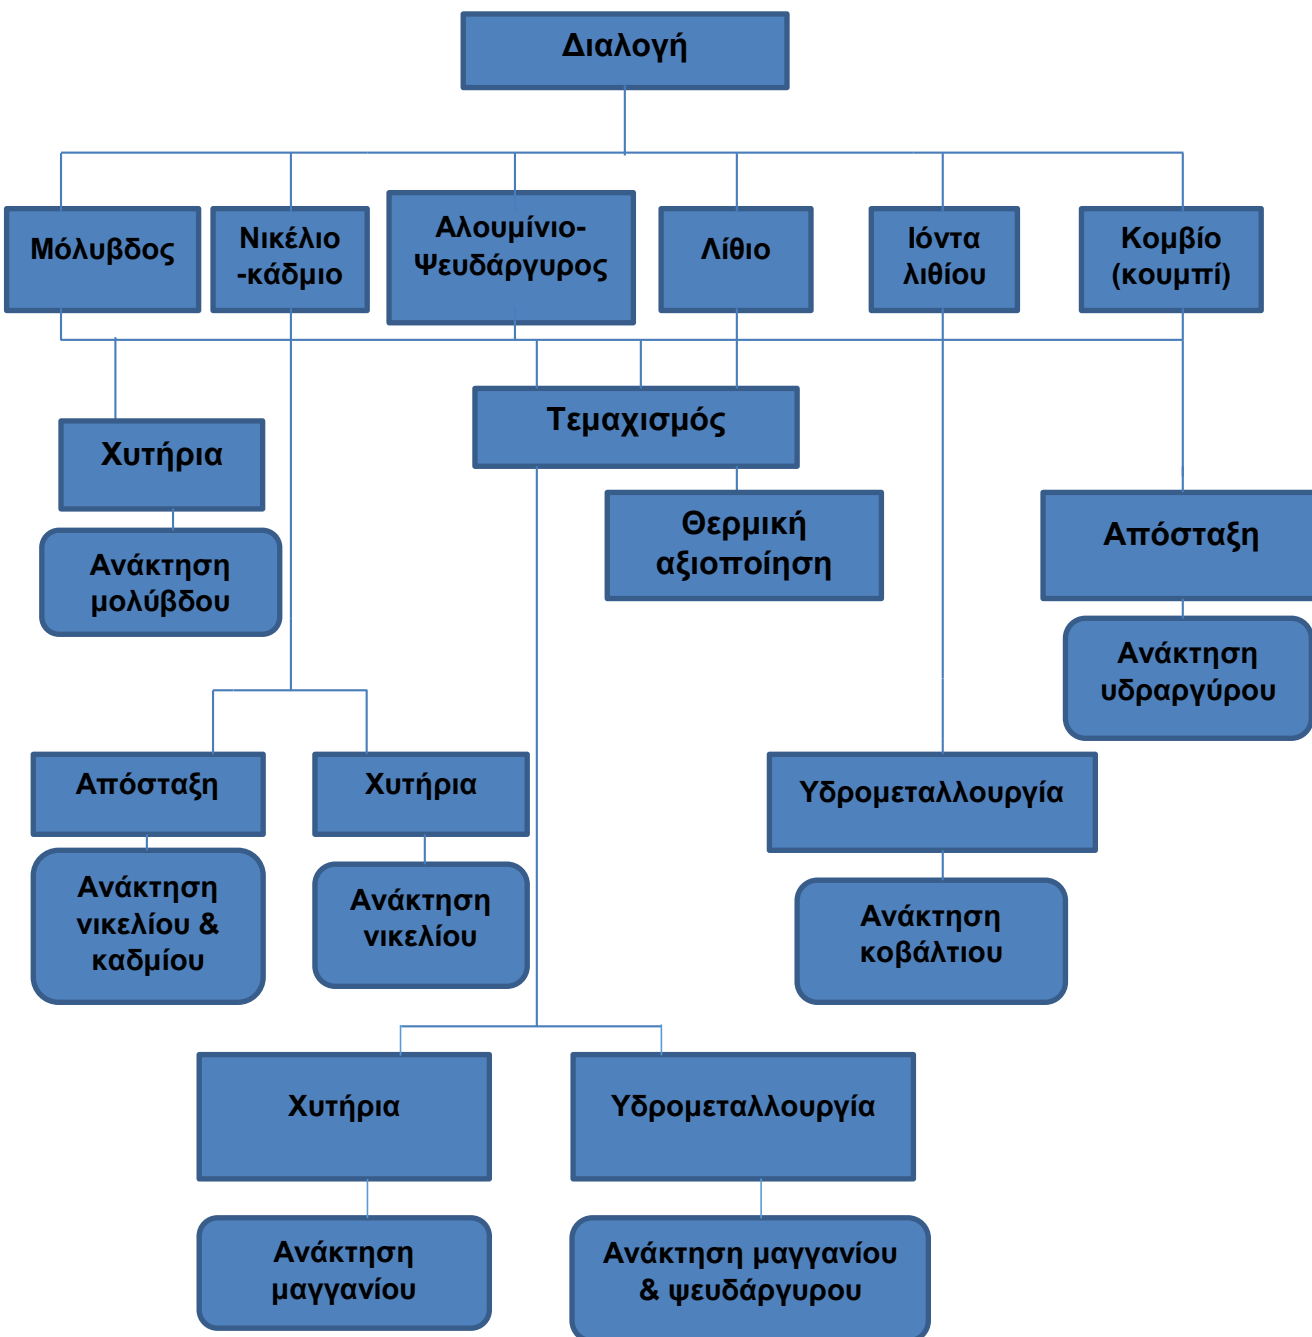 Διαλογή
Μόλυβδος
Νικέλιο
-κάδμιο
Αλουμίνιο-
Ψευδάργυρος
Λίθιο
Ιόντα
λιθίου
Κομβίο
(κουμπί)
Τεμαχισμός
Χυτήρια
Θερμική
αξιοποίηση
Απόσταξη
Ανάκτηση
μολύβδου
Ανάκτηση
υδραργύρου
Απόσταξη
Χυτήρια
Υδρομεταλλουργία
Ανάκτηση
νικελίου &
καδμίου
Ανάκτηση
νικελίου
Ανάκτηση
κοβάλτιου
Χυτήρια
Υδρομεταλλουργία
Ανάκτηση
μαγγανίου
Ανάκτηση μαγγανίου
& ψευδάργυρου